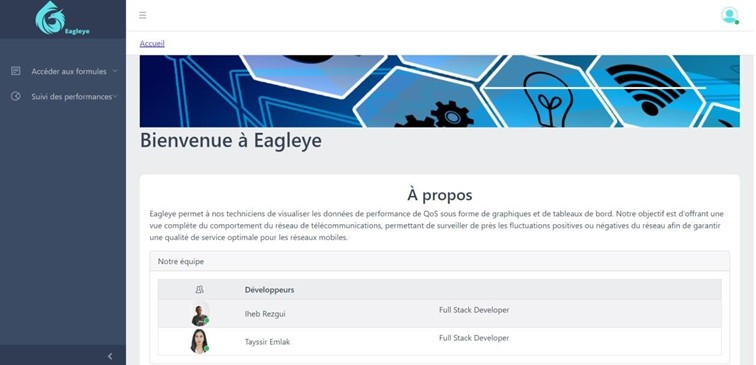 Eagleye
Accueil
Accéder aux formules
Suivi des performances
Bienvenue à Eagleye
À propos
Eagleye permet à nos techniciens de visualiser les données de performance de QoS sous forme de graphiques et de tableaux de bord. Notre objectif est d'offrant une
vue complète du comportement du réseau de télécommunications, permettant de surveiller de près les fluctuations positives ou négatives du réseau afin de garantir
une qualité de service optimale pour les réseaux mobiles.
Notre équipe
Développeurs
Iheb Rezgui Full Stack Developer
Tayssir Emlak Full Stack Developer